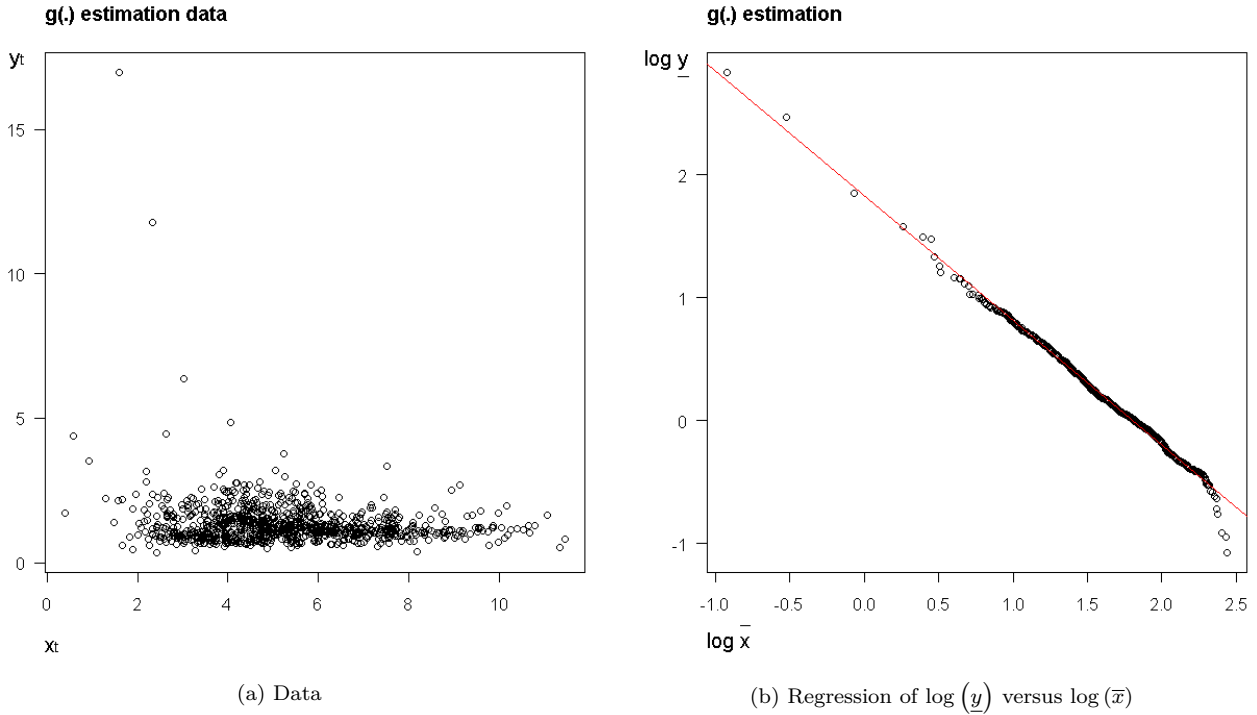 g(.) estimation data
yt
15
10
5
0
0 2 4 6 8 10
xt
(a) Data
g(.) estimation
log y
2
1
0
-1
-1.0 -0.5 0.0 0.5 1.0 1.5 2.0 2.5
log x̅
(b) Regression of log (y̲) versus log (x̅)